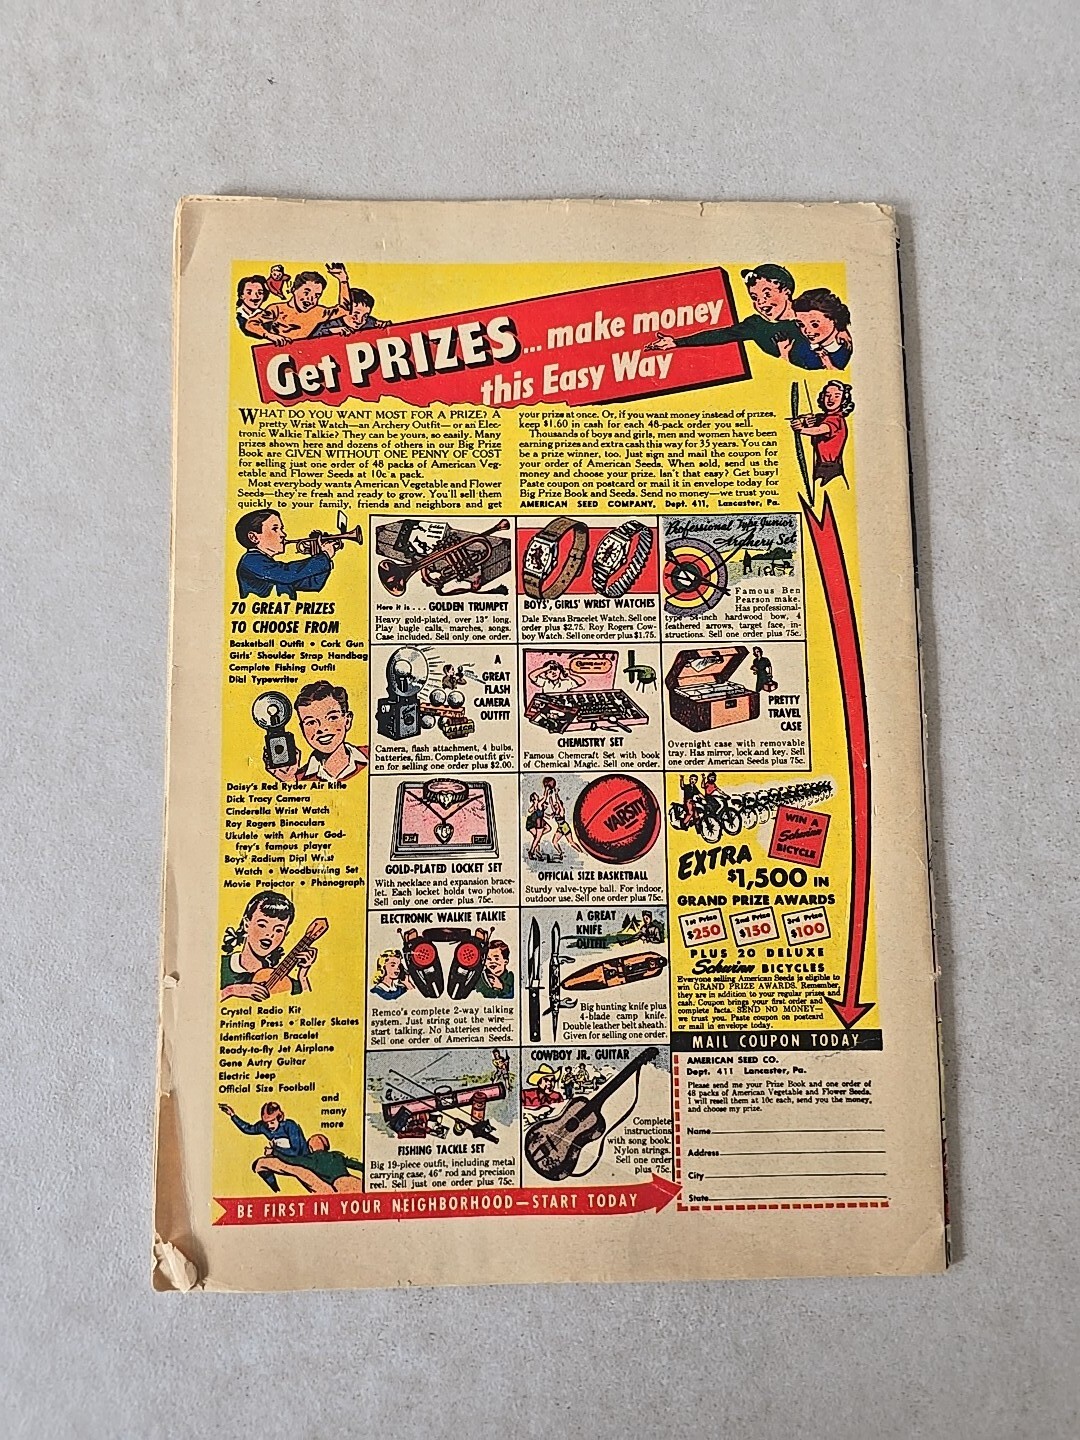 Get PRIZES... make money
this Easy Way
WHAT DO YOU WANT MOST FOR A PRIZE? A
pretty Wrist Watch—an Archery Outfit—or an Elec-
tronic Walkie Talkie? They can be yours, so easily. Many
prizes shown here and dozens of others in our Big Prize
Book are GIVEN WITHOUT ONE PENNY OF COST
for selling just one order of 48 packs of American Veg-
etable and Flower Seeds at 10c a pack.
Most everybody wants American Vegetable and Flower
Seeds—they're fresh and ready to grow. You'll sell them
quickly to your family, friends and neighbors and get
your prize at once. Or, if you want money instead of prizes,
keep $1.60 in cash for each 48-pack order you sell.
Thousands of boys and girls, men and women have been
earning prizes and extra cash this way for 35 years. You can
be a prize winner, too. Just sign and mail the coupon for
your order of American Seeds. When sold, send us the
money and choose your prize. Isn't that easy? Get busy!
Paste coupon on postcard or mail it in envelope today for
Big Prize Book and Seeds. Send no money—we trust you.
AMERICAN SEED COMPANY, Dept. 411, Lancaster, Pa.
70 GREAT PRIZES
TO CHOOSE FROM
Basketball Outfit • Cork Gun
Girls' Shoulder Strap Handbag
Complete Fishing Outfit
Dial Typewriter
Daisy's Red Ryder Air Rifle
Dick Tracy Camera
Cinderella Wrist Watch
Roy Rogers Binoculars
Ukulele with Arthur God-
frey's famous player
Boys' Radium Dial Wrist
Watch • Woodburning Set
Movie Projector • Phonograph
Crystal Radio Kit
Printing Press • Roller Skates
Identification Bracelet
Ready-to-fly Jet Airplane
Gene Autry Guitar
Electric Jeep
Official Size Football
and
many
more
Here it is... GOLDEN TRUMPET
Heavy gold-plated, over 13" long.
Play bugle calls, marches, songs.
Case included. Sell only one order.
BOYS', GIRLS' WRIST WATCHES
Dale Evans Bracelet Watch. Sell one
order plus $2.75. Roy Rogers Cow-
boy Watch. Sell one order plus $1.75.
Professional Type Junior
Archery Set
Famous Ben
Pearson make.
Has professional-
type 54-inch hardwood bow, 4
feathered arrows, target face, in-
structions. Sell one order plus 75c.
A
GREAT
FLASH
CAMERA
OUTFIT
Camera, flash attachment, 4 bulbs,
batteries, film. Complete outfit giv-
en for selling one order plus $2.00.
CHEMISTRY SET
Famous Chemcraft Set with book
of Chemical Magic. Sell one order.
PRETTY
TRAVEL
CASE
Overnight case with removable
tray. Has mirror, lock and key. Sell
one order American Seeds plus 75c.
GOLD-PLATED LOCKET SET
With necklace and expansion brace-
let. Each locket holds two photos.
Sell only one order plus 75c.
VARSITY
OFFICIAL SIZE BASKETBALL
Sturdy valve-type ball. For indoor,
outdoor use. Sell one order plus 75c.
WIN A
Schwinn
BICYCLE
EXTRA
$1,500 IN
GRAND PRIZE AWARDS
1st Prize
$250
2nd Prize
$150
3rd Prize
$100
PLUS 20 DELUXE
Schwinn BICYCLES
Everyone selling American Seeds is eligible to
win GRAND PRIZE AWARDS. Remember,
they are in addition to your regular prizes and
cash. Coupon brings your first order and
complete facts. SEND NO MONEY—
we trust you. Paste coupon on postcard
or mail in envelope today.
ELECTRONIC WALKIE TALKIE
Remco's complete 2-way talking
system. Just string out the wire—
start talking. No batteries needed.
Sell one order of American Seeds.
A GREAT
KNIFE
OUTFIT
Big hunting knife plus
4-blade camp knife.
Double leather belt sheath.
Given for selling one order.
FISHING TACKLE SET
Big 19-piece outfit, including metal
carrying case, 46" rod and precision
reel. Sell just one order plus 75c.
COWBOY JR. GUITAR
Complete
instructions
with song book.
Nylon strings.
Sell one order
plus 75c.
MAIL COUPON TODAY
AMERICAN SEED CO.
Dept. 411 Lancaster, Pa.
Please send me your Prize Book and one order of
48 packs of American Vegetable and Flower Seeds.
I will resell them at 10c each, send you the money,
and choose my prize.
Name
Address
City
State
BE FIRST IN YOUR NEIGHBORHOOD—START TODAY